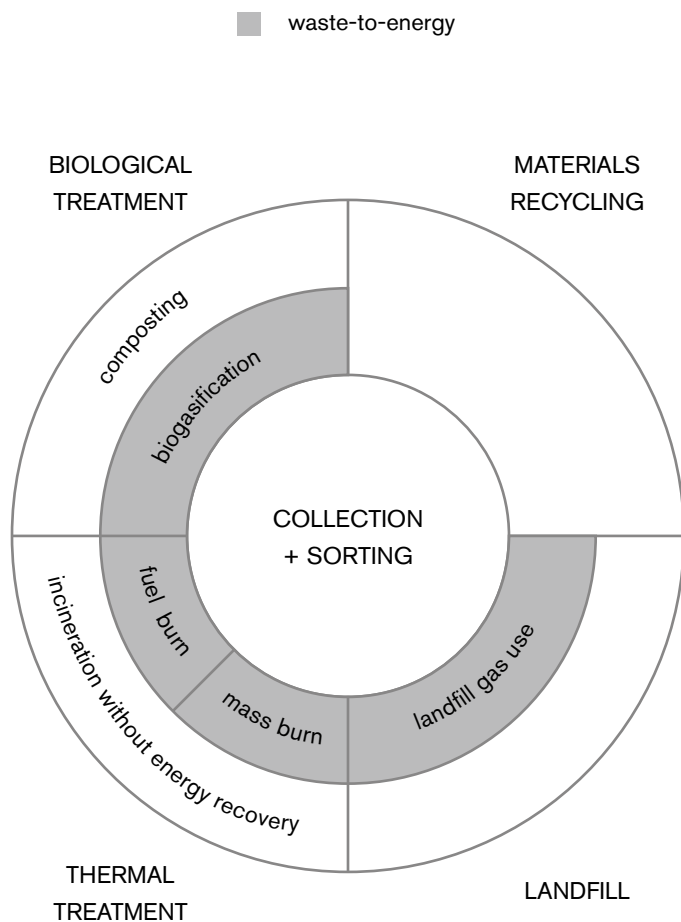 waste-to-energy
BIOLOGICAL
TREATMENT
MATERIALS
RECYCLING
composting
biogasification
COLLECTION
+ SORTING
fuel burn
incineration without energy recovery
mass burn
landfill gas use
THERMAL
TREATMENT
LANDFILL